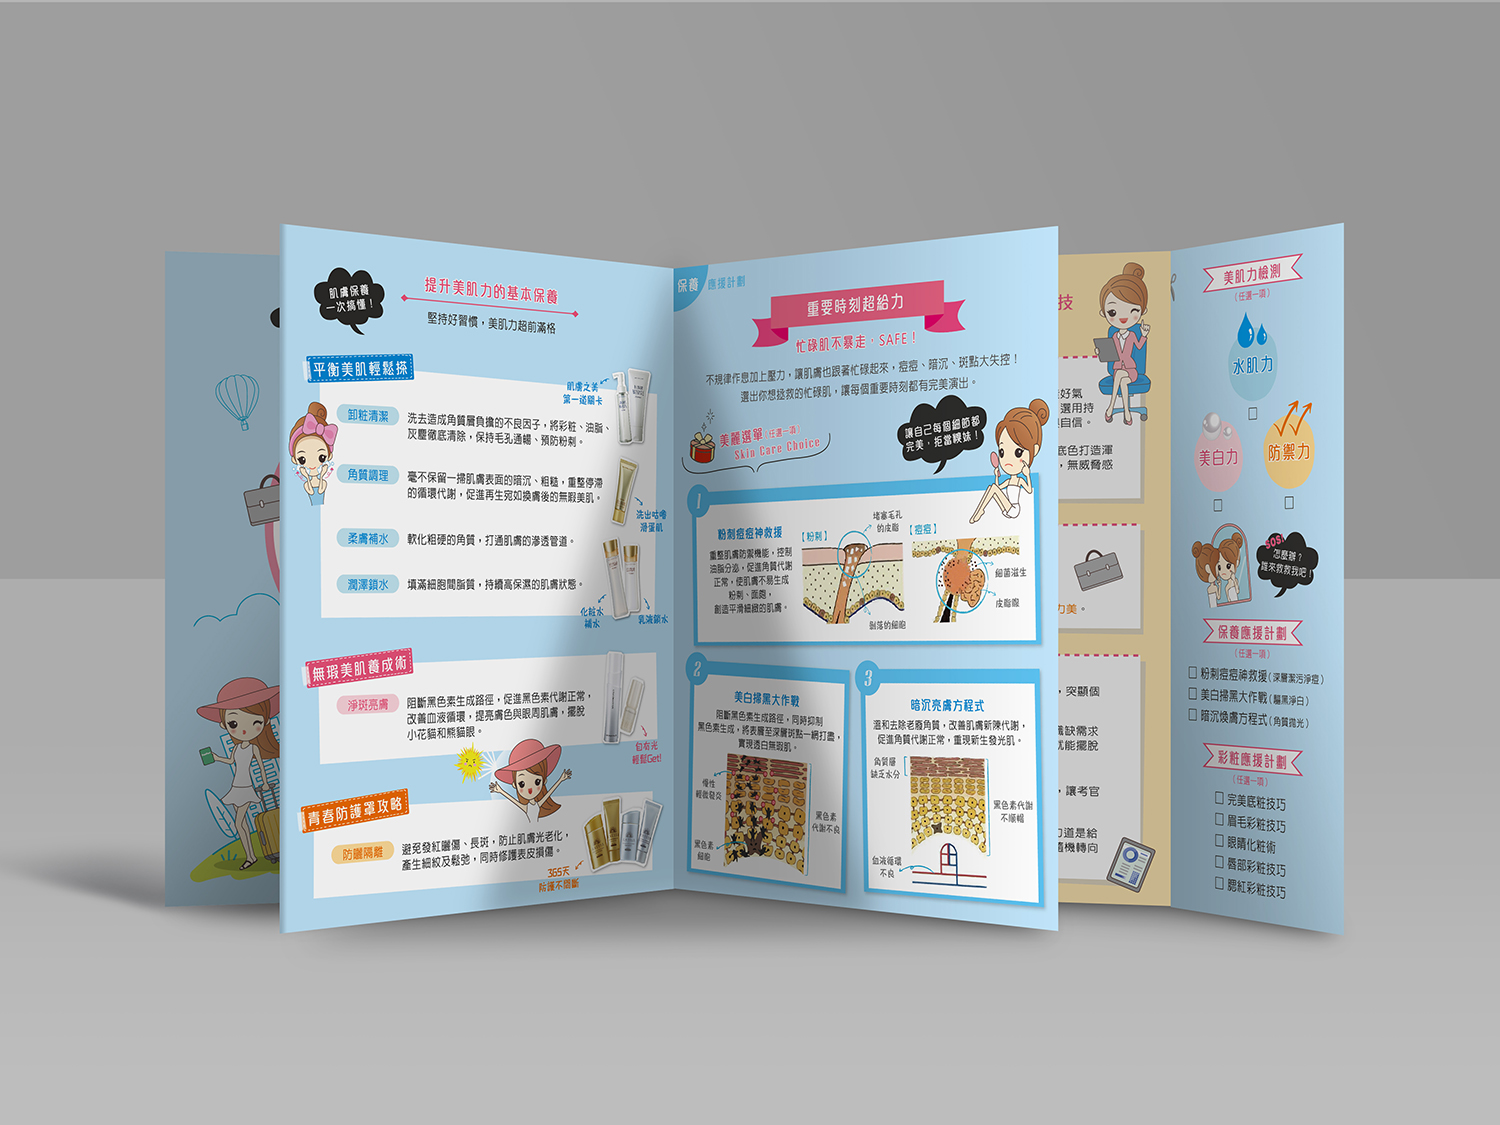 肌膚保養
一次搞懂！
提升美肌力的基本保養
堅持好習慣，美肌力超前滿格
平衡美肌輕鬆搽
肌膚之美
第一道關卡
卸粧清潔
洗去造成角質層負擔的不良因子，將彩粧、油脂、
灰塵徹底清除，保持毛孔通暢、預防粉刺。
角質調理
毫不保留一掃肌膚表面的暗沉、粗糙，重整停滯
的循環代謝，促進再生宛如換膚後的無瑕美肌。
洗出咕嚕
滑蛋肌
柔膚補水
軟化粗硬的角質，打通肌膚的滲透管道。
潤澤鎖水
填滿細胞間脂質，持續高保濕的肌膚狀態。
化粧水
補水
乳液鎖水
無瑕美肌養成術
淨斑亮膚
阻斷黑色素生成路徑，促進黑色素代謝正常，
改善血液循環，提亮膚色與眼周肌膚，擺脫
小花貓和熊貓眼。
自有光
輕鬆Get!
青春防護罩攻略
防曬隔離
避免發紅曬傷、長斑，防止肌膚光老化，
產生細紋及鬆弛，同時修護表皮損傷。
365天
防護不間斷
保養 應援計劃
重要時刻超給力
忙碌肌不暴走，SAFE！
不規律作息加上壓力，讓肌膚也跟著忙碌起來，痘痘、暗沉、斑點大失控！
選出你想拯救的忙碌肌，讓每個重要時刻都有完美演出。
美麗選單(任選一項)
Skin Care Choice
讓自己每個細節都
完美，拒當粿妹！
1
粉刺痘痘神救援
重整肌膚防禦機能，控制
油脂分泌，促進角質代謝
正常，使肌膚不易生成
粉刺、面皰，
創造平滑細緻的肌膚。
【粉刺】
堵塞毛孔
的皮脂
剝落的細胞
【痘痘】
細菌滋生
皮脂腺
2
美白掃黑大作戰
阻斷黑色素生成路徑，同時抑制
黑色素生成，將表層至深層斑點一網打盡，
實現透白無瑕肌。
慢性
輕微發炎
黑色素
代謝不良
黑色素
細胞
3
暗沉亮膚方程式
溫和去除老廢角質，改善肌膚新陳代謝，
促進角質代謝正常，重現新生發光肌。
角質層
缺乏水分
黑色素代謝
不順暢
血液循環
不良
技
好氣
選用持
自信。
底色打造渾
，無威脅感
力美。
，突顯個
缺需求
就能擺脫
，讓考官
力道是給
隨機轉向
美肌力檢測
(任選一項)
水肌力
美白力
防禦力
SOS,
怎麼辦？
誰來救救我吧！
保養應援計劃
(任選一項)
粉刺痘痘神救援(深層潔污淨痘)
美白掃黑大作戰(驅黑淨白)
暗沉煥膚方程式(角質拋光)
彩粧應援計劃
(任選一項)
完美底粧技巧
眉毛彩粧技巧
眼睛化粧術
唇部彩粧技巧
腮紅彩粧技巧